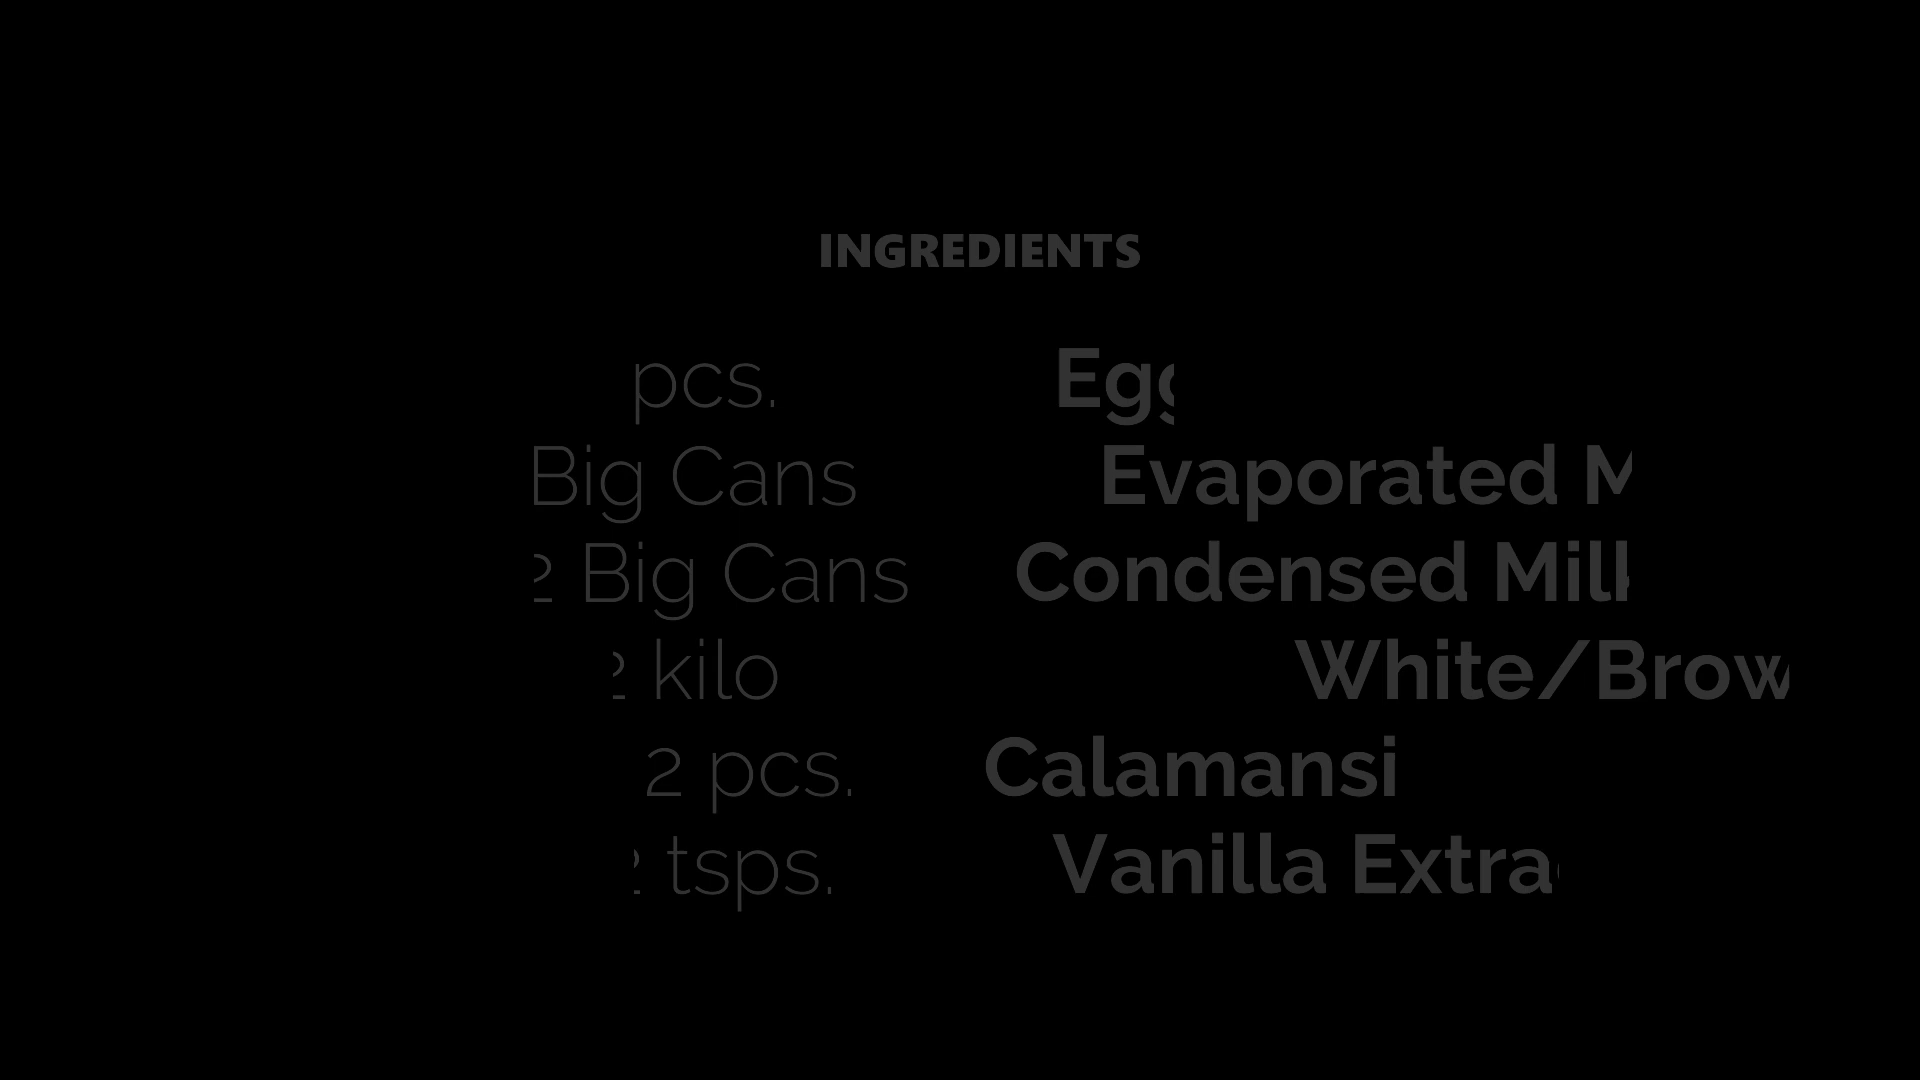 INGREDIENTS
pcs. Egg
Big Cans Evaporated M
2 Big Cans Condensed Milk
2 kilo White/Brow
2 pcs. Calamansi
2 tsps. Vanilla Extra